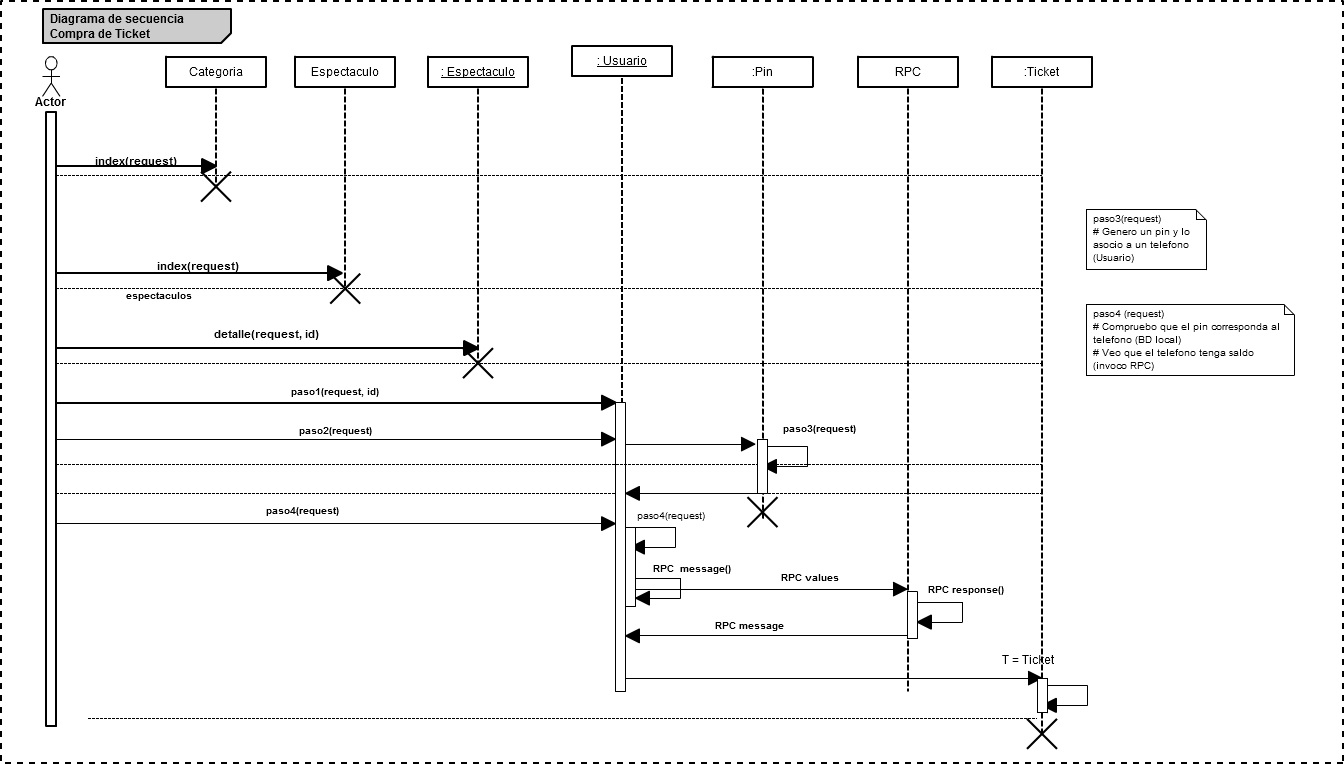 Diagrama de secuencia
Compra de Ticket
Actor
Categoria
Espectaculo
: Espectaculo
: Usuario
:Pin
RPC
:Ticket
index(request)
paso3(request)
# Genero un pin y lo
asocio a un telefono
(Usuario)
index(request)
espectaculos
paso4 (request)
# Compruebo que el pin corresponda al
telefono (BD local)
# Veo que el telefono tenga saldo
(invoco RPC)
detalle(request, id)
paso1(request, id)
paso2(request)
paso3(request)
paso4(request)
paso4(request)
RPC message()
RPC values
RPC response()
RPC message
T = Ticket